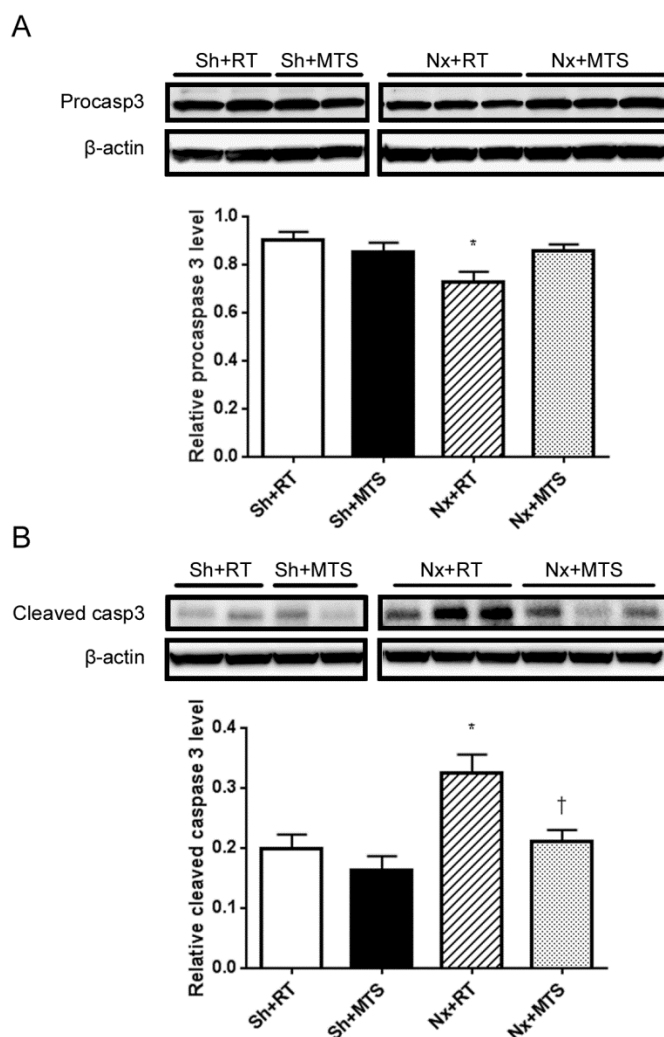 A
Sh+RT Sh+MTS Nx+RT Nx+MTS
Procasp3
β-actin
Relative procaspase 3 level
1.0
0.8
0.6
0.4
0.2
0.0
*
Sh+RT Sh+MTS Nx+RT Nx+MTS
B
Sh+RT Sh+MTS Nx+RT Nx+MTS
Cleaved casp3
β-actin
Relative cleaved caspase 3 level
0.4
0.3
0.2
0.1
0.0
*
†
Sh+RT Sh+MTS Nx+RT Nx+MTS